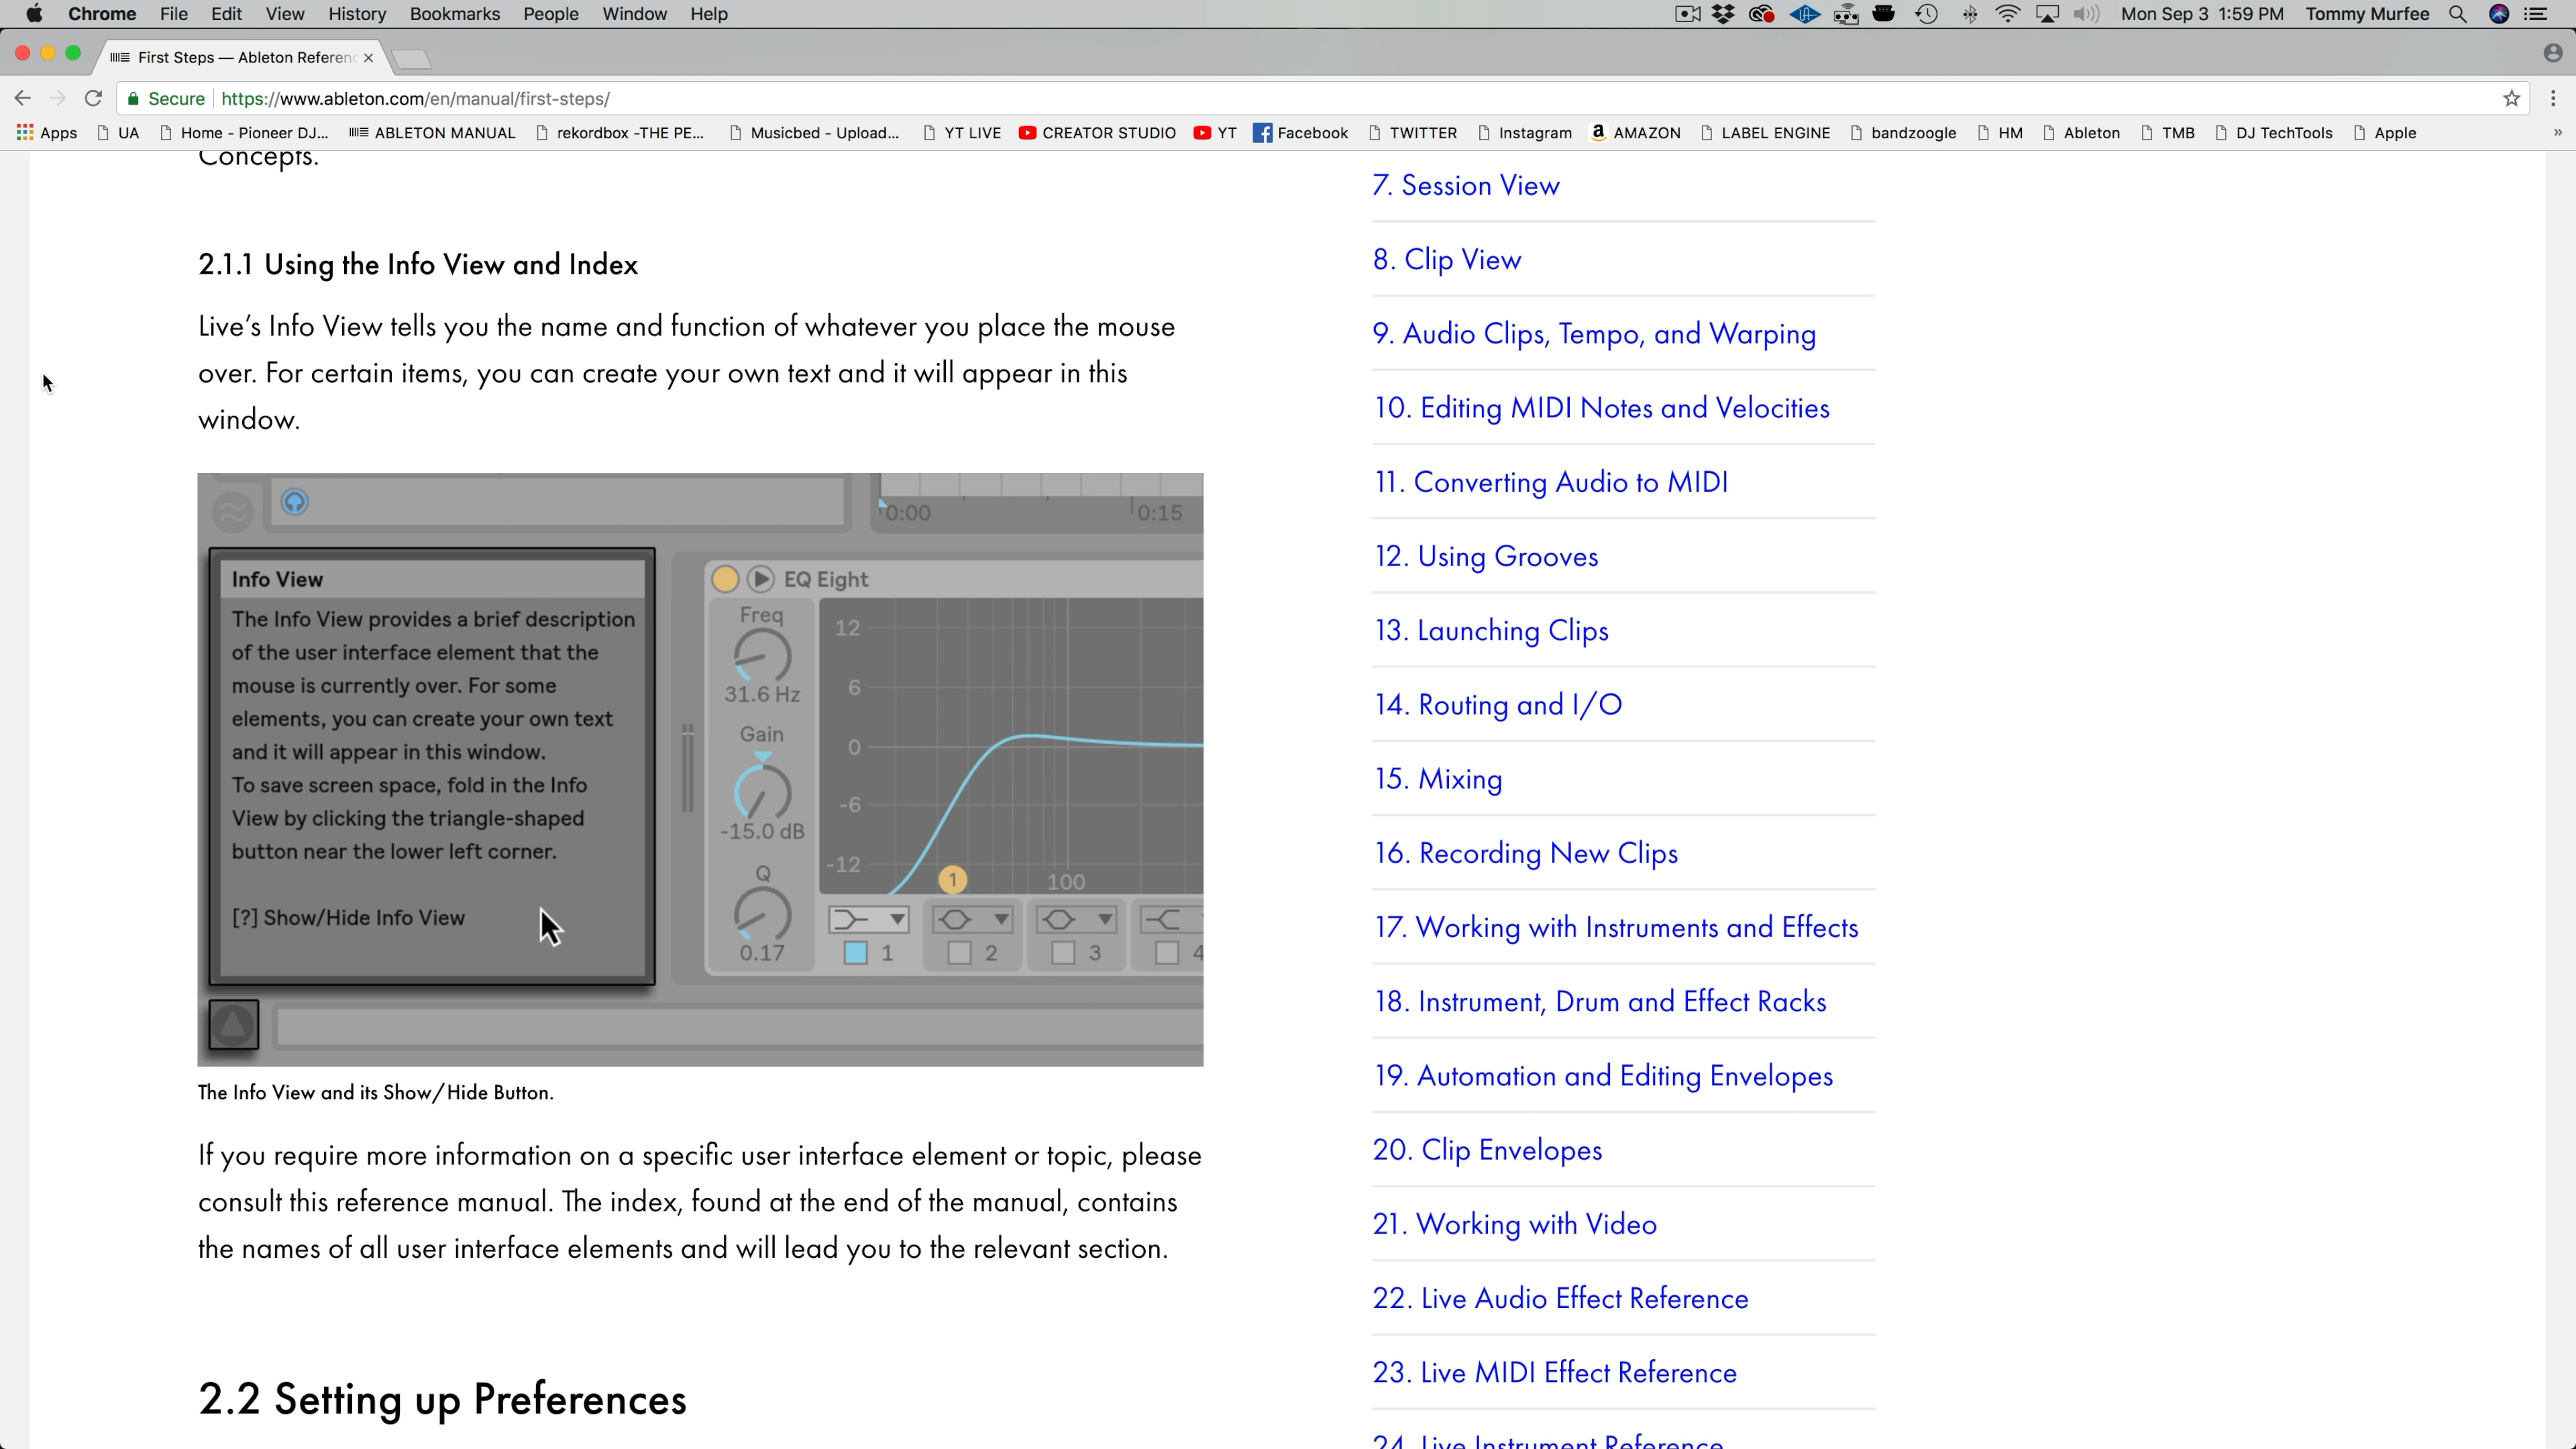 Chrome File Edit View History Bookmarks People Window Help Mon Sep 3 1:59 PM Tommy Murfee
First Steps — Ableton Referenc
Secure https://www.ableton.com/en/manual/first-steps/
Apps UA Home - Pioneer DJ... ABLETON MANUAL rekordbox -THE PE... Musicbed - Upload... YT LIVE CREATOR STUDIO YT Facebook TWITTER Instagram AMAZON LABEL ENGINE bandzoogle HM Ableton TMB DJ TechTools Apple »
Concepts.
2.1.1 Using the Info View and Index
Live’s Info View tells you the name and function of whatever you place the mouse
over. For certain items, you can create your own text and it will appear in this
window.
0:00 0:15
Info View
The Info View provides a brief description
of the user interface element that the
mouse is currently over. For some
elements, you can create your own text
and it will appear in this window.
To save screen space, fold in the Info
View by clicking the triangle-shaped
button near the lower left corner.
[?] Show/Hide Info View
EQ Eight
Freq
31.6 Hz
Gain
-15.0 dB
Q
0.17
12
6
0
-6
-12
1
100
1 2 3 4
The Info View and its Show/Hide Button.
If you require more information on a specific user interface element or topic, please
consult this reference manual. The index, found at the end of the manual, contains
the names of all user interface elements and will lead you to the relevant section.
2.2 Setting up Preferences
7. Session View
8. Clip View
9. Audio Clips, Tempo, and Warping
10. Editing MIDI Notes and Velocities
11. Converting Audio to MIDI
12. Using Grooves
13. Launching Clips
14. Routing and I/O
15. Mixing
16. Recording New Clips
17. Working with Instruments and Effects
18. Instrument, Drum and Effect Racks
19. Automation and Editing Envelopes
20. Clip Envelopes
21. Working with Video
22. Live Audio Effect Reference
23. Live MIDI Effect Reference
24. Live Instrument Reference